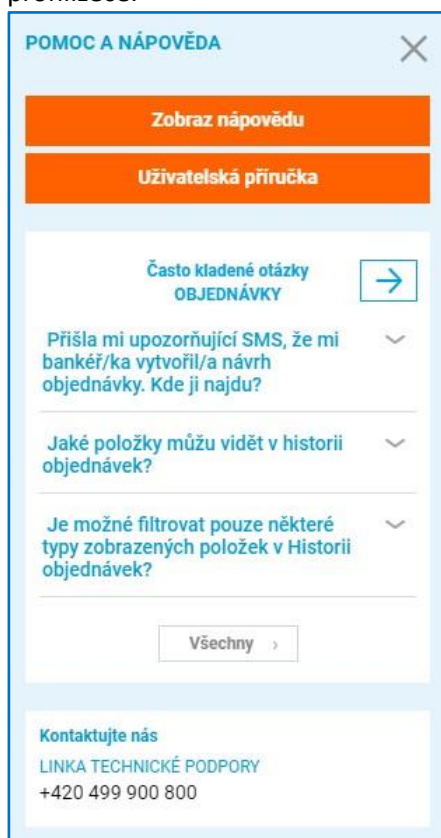 POMOC A NÁPOVĚDA
Zobraz nápovědu
Uživatelská příručka
Často kladené otázky
OBJEDNÁVKY
Přišla mi upozorňující SMS, že mi
bankéř/ka vytvořil/a návrh
objednávky. Kde ji najdu?
Jaké položky můžu vidět v historii
objednávek?
Je možné filtrovat pouze některé
typy zobrazených položek v Historii
objednávek?
Všechny
Kontaktujte nás
LINKA TECHNICKÉ PODPORY
+420 499 900 800